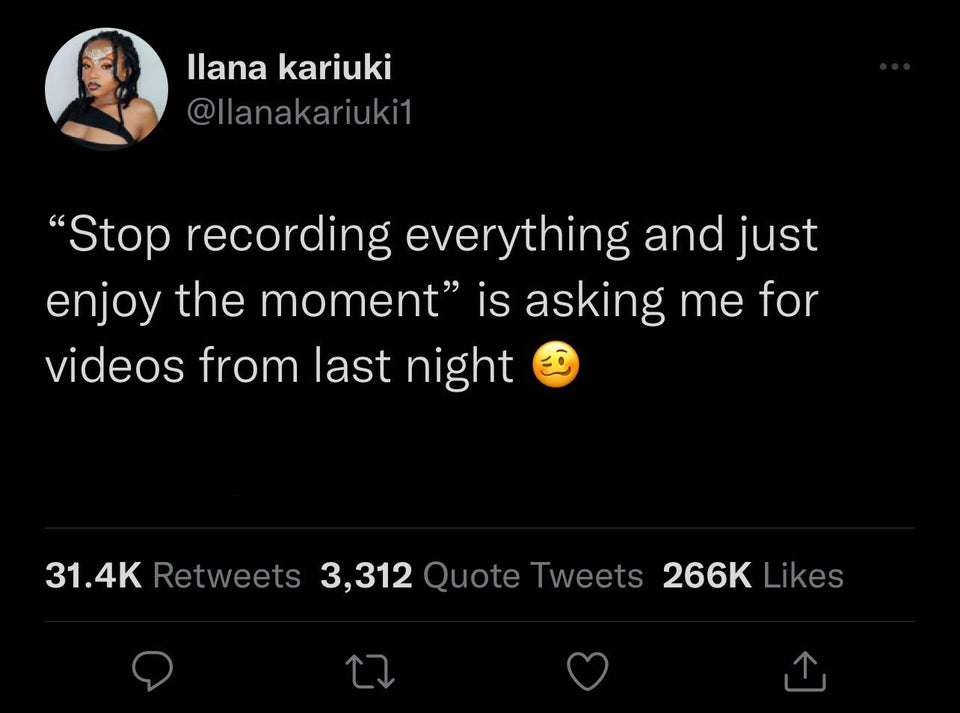 Ilana kariuki
@Ilanakariuki1
“Stop recording everything and just
enjoy the moment” is asking me for
videos from last night 🥴
31.4K Retweets 3,312 Quote Tweets 266K Likes